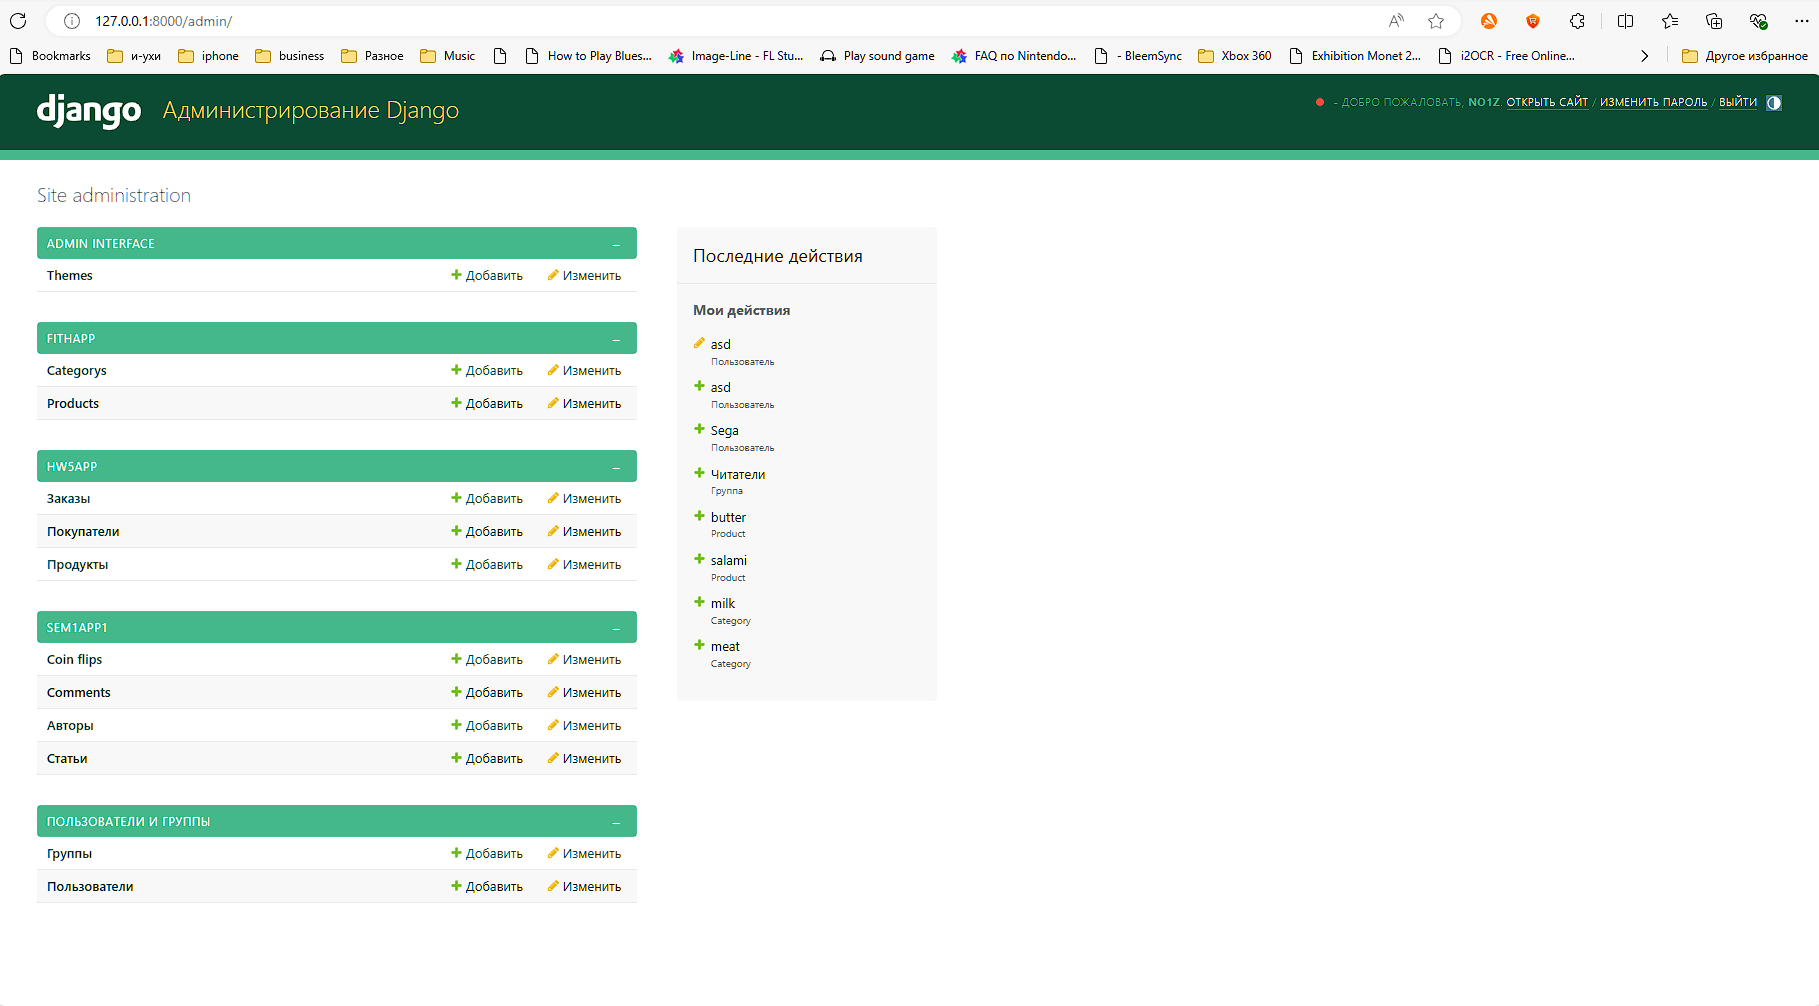 127.0.0.1:8000/admin/
Bookmarks и-ухи iphone business Разное Music How to Play Blues... Image-Line - FL Stu... Play sound game FAQ по Nintendo... - BleemSync Xbox 360 Exhibition Monet 2... i2OCR - Free Online... Другое избранное
django Администрирование Django
- ДОБРО ПОЖАЛОВАТЬ, NO1Z. ОТКРЫТЬ САЙТ / ИЗМЕНИТЬ ПАРОЛЬ / ВЫЙТИ
Site administration
ADMIN INTERFACE –
Themes Добавить Изменить
FITHAPP –
Categorys Добавить Изменить
Products Добавить Изменить
HW5APP –
Заказы Добавить Изменить
Покупатели Добавить Изменить
Продукты Добавить Изменить
SEM1APP1 –
Coin flips Добавить Изменить
Comments Добавить Изменить
Авторы Добавить Изменить
Статьи Добавить Изменить
ПОЛЬЗОВАТЕЛИ И ГРУППЫ –
Группы Добавить Изменить
Пользователи Добавить Изменить
Последние действия
Мои действия
asd
Пользователь
asd
Пользователь
Sega
Пользователь
Читатели
Группа
butter
Product
salami
Product
milk
Category
meat
Category